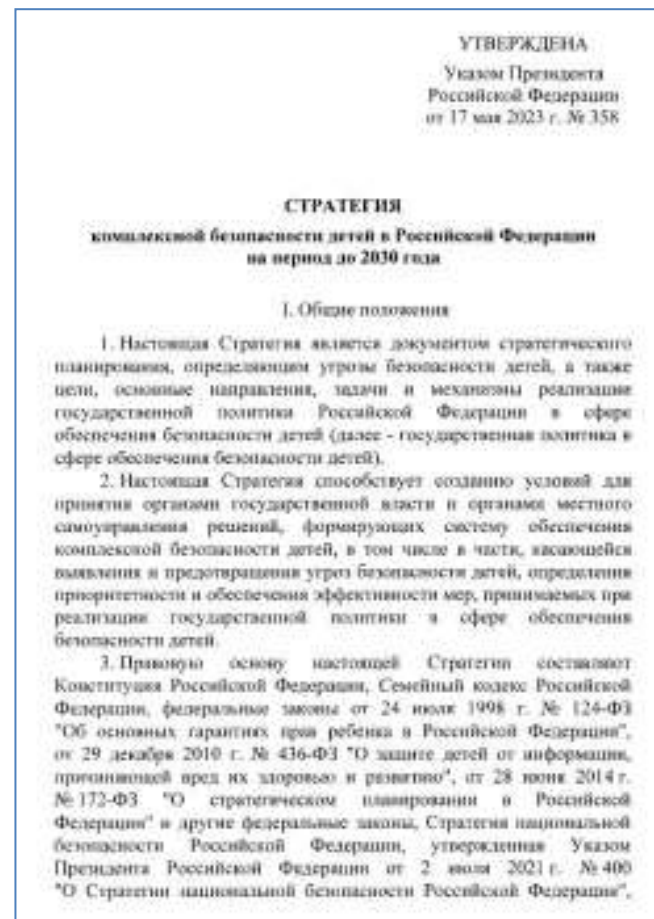 УТВЕРЖДЕНА
Указом Президента
Российской Федерации
от 17 мая 2023 г. № 358
СТРАТЕГИЯ
комплексной безопасности детей в Российской Федерации
на период до 2030 года
I. Общие положения
1. Настоящая Стратегия является документом стратегического
планирования, определяющим угрозы безопасности детей, а также
цели, основные направления, задачи и механизмы реализации
государственной политики Российской Федерации в сфере
обеспечения безопасности детей (далее - государственная политика в
сфере обеспечения безопасности детей).
2. Настоящая Стратегия способствует созданию условий для
принятия органами государственной власти и органами местного
самоуправления решений, формирующих систему обеспечения
комплексной безопасности детей, в том числе в части, касающейся
выявления и предотвращения угроз безопасности детей, определения
приоритетности и обеспечения эффективности мер, принимаемых при
реализации государственной политики в сфере обеспечения
безопасности детей.
3. Правовую основу настоящей Стратегии составляют
Конституция Российской Федерации, Семейный кодекс Российской
Федерации, федеральные законы от 24 июля 1998 г. № 124-ФЗ
"Об основных гарантиях прав ребенка в Российской Федерации",
от 29 декабря 2010 г. № 436-ФЗ "О защите детей от информации,
причиняющей вред их здоровью и развитию", от 28 июня 2014 г.
№ 172-ФЗ "О стратегическом планировании в Российской
Федерации" и другие федеральные законы, Стратегия национальной
безопасности Российской Федерации, утвержденная Указом
Президента Российской Федерации от 2 июля 2021 г. № 400
"О Стратегии национальной безопасности Российской Федерации",